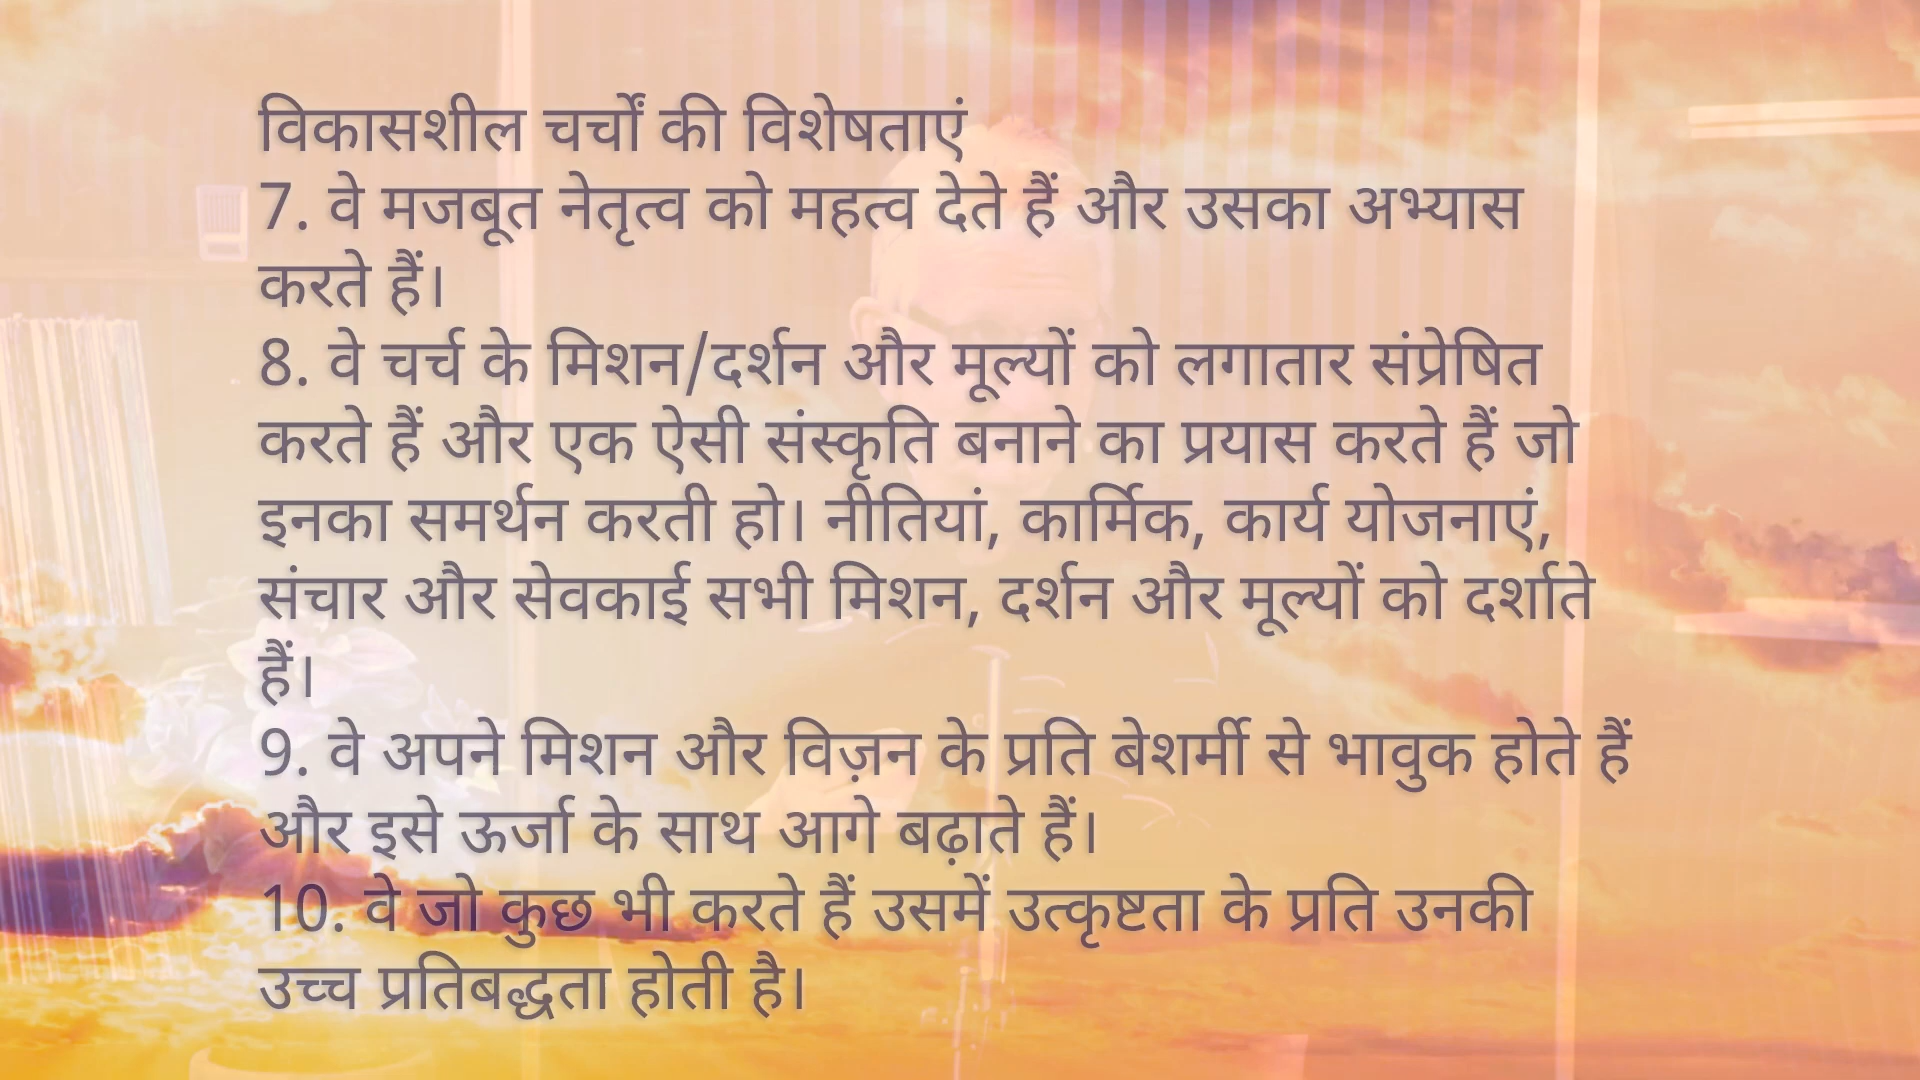 विकासशील चर्चों की विशेषताएं
7. वे मजबूत नेतृत्व को महत्व देते हैं और उसका अभ्यास
करते हैं।
8. वे चर्च के मिशन/दर्शन और मूल्यों को लगातार संप्रेषित
करते हैं और एक ऐसी संस्कृति बनाने का प्रयास करते हैं जो
इनका समर्थन करती हो। नीतियां, कार्मिक, कार्य योजनाएं,
संचार और सेवकाई सभी मिशन, दर्शन और मूल्यों को दर्शाते
हैं।
9. वे अपने मिशन और विज़न के प्रति बेशर्मी से भावुक होते हैं
और इसे ऊर्जा के साथ आगे बढ़ाते हैं।
10. वे जो कुछ भी करते हैं उसमें उत्कृष्टता के प्रति उनकी
उच्च प्रतिबद्धता होती है।